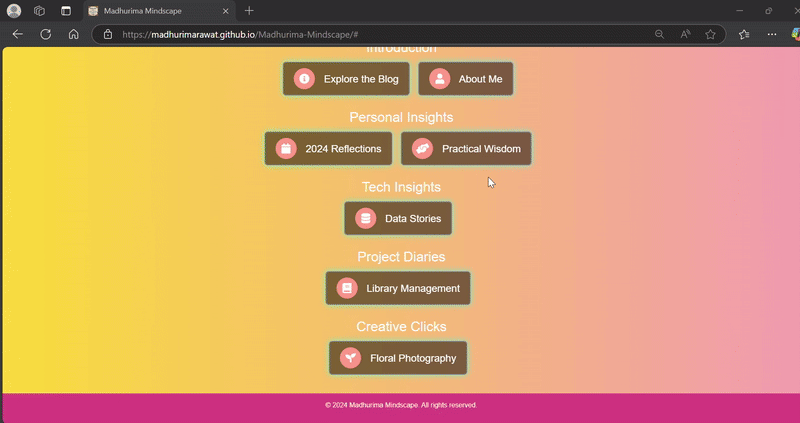 Madhurima Mindscape
https://madhurimarawat.github.io/Madhurima-Mindscape/#
Introduction
Explore the Blog
About Me
Personal Insights
2024 Reflections
Practical Wisdom
Tech Insights
Data Stories
Project Diaries
Library Management
Creative Clicks
Floral Photography
© 2024 Madhurima Mindscape. All rights reserved.